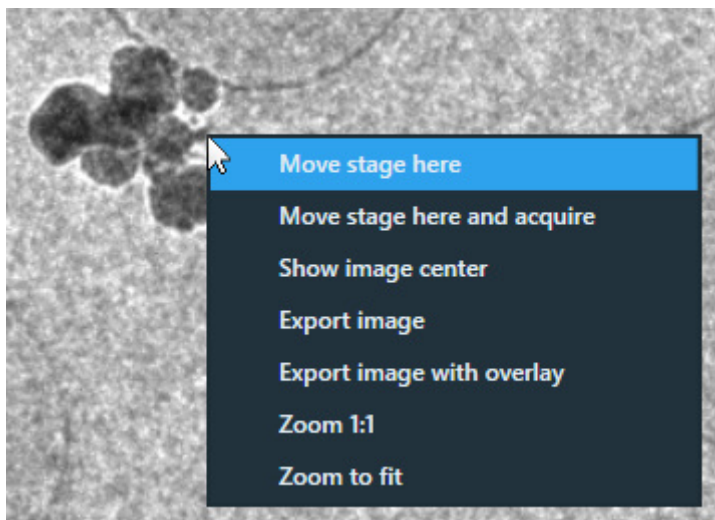 Move stage here
Move stage here and acquire
Show image center
Export image
Export image with overlay
Zoom 1:1
Zoom to fit